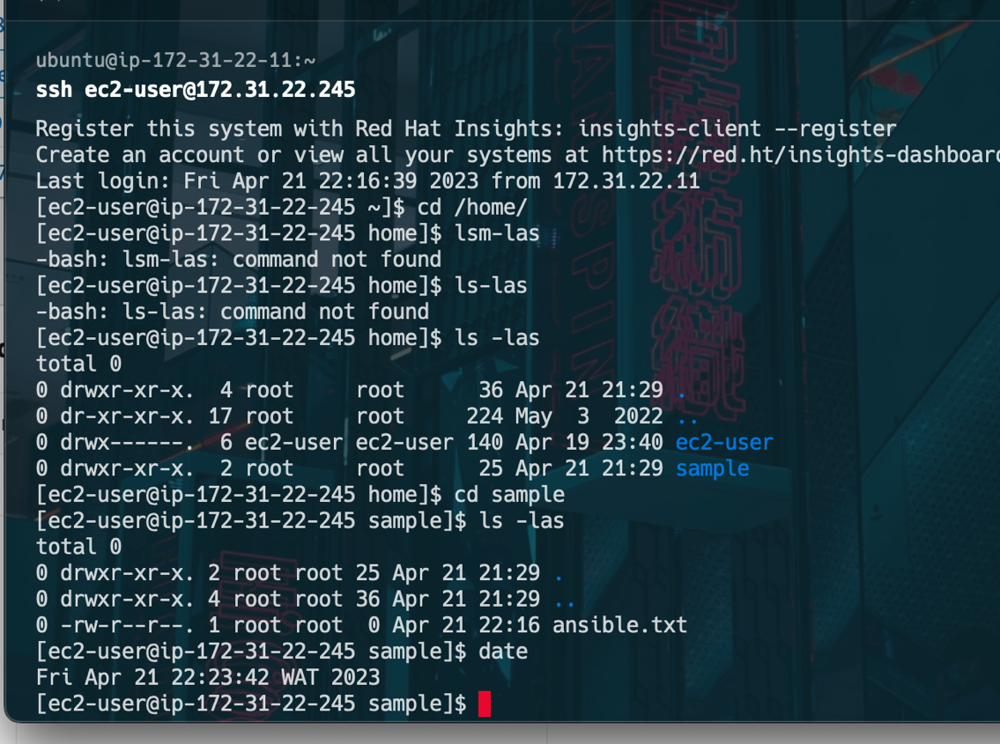 ubuntu@ip-172-31-22-11:~
ssh ec2-user@172.31.22.245
Register this system with Red Hat Insights: insights-client --register
Create an account or view all your systems at https://red.ht/insights-dashboard
Last login: Fri Apr 21 22:16:39 2023 from 172.31.22.11
[ec2-user@ip-172-31-22-245 ~]$ cd /home/
[ec2-user@ip-172-31-22-245 home]$ lsm-las
-bash: lsm-las: command not found
[ec2-user@ip-172-31-22-245 home]$ ls-las
-bash: ls-las: command not found
[ec2-user@ip-172-31-22-245 home]$ ls -las
total 0
0 drwxr-xr-x.  4 root     root      36 Apr 21 21:29 .
0 dr-xr-xr-x. 17 root     root     224 May  3  2022 ..
0 drwx------.  6 ec2-user ec2-user 140 Apr 19 23:40 ec2-user
0 drwxr-xr-x.  2 root     root      25 Apr 21 21:29 sample
[ec2-user@ip-172-31-22-245 home]$ cd sample
[ec2-user@ip-172-31-22-245 sample]$ ls -las
total 0
0 drwxr-xr-x. 2 root root 25 Apr 21 21:29 .
0 drwxr-xr-x. 4 root root 36 Apr 21 21:29 ..
0 -rw-r--r--. 1 root root  0 Apr 21 22:16 ansible.txt
[ec2-user@ip-172-31-22-245 sample]$ date
Fri Apr 21 22:23:42 WAT 2023
[ec2-user@ip-172-31-22-245 sample]$